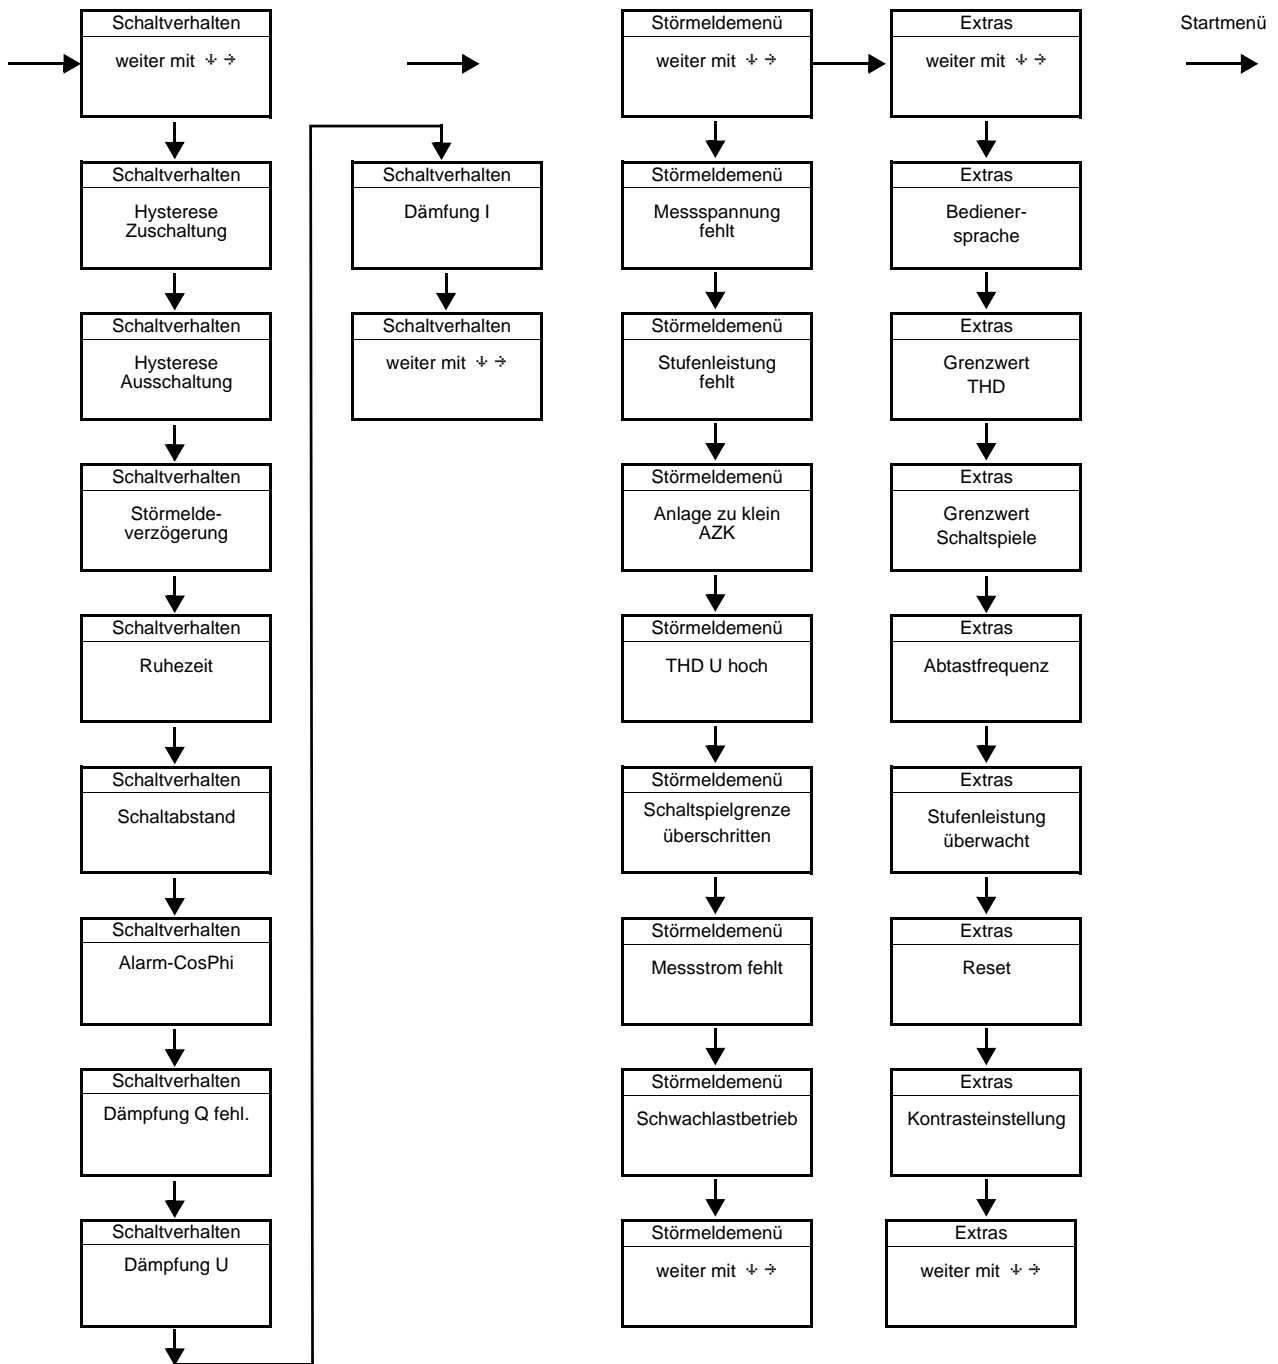 Schaltverhalten
weiter mit
Schaltverhalten
Hysterese
Zuschaltung
Schaltverhalten
Hysterese
Ausschaltung
Schaltverhalten
Störmelde-
verzögerung
Schaltverhalten
Ruhezeit
Schaltverhalten
Schaltabstand
Schaltverhalten
Alarm-CosPhi
Schaltverhalten
Dämpfung Q fehl.
Schaltverhalten
Dämpfung U
Schaltverhalten
Dämfung I
Schaltverhalten
weiter mit
Störmeldemenü
weiter mit
Störmeldemenü
Messspannung
fehlt
Störmeldemenü
Stufenleistung
fehlt
Störmeldemenü
Anlage zu klein
AZK
Störmeldemenü
THD U hoch
Störmeldemenü
Schaltspielgrenze
überschritten
Störmeldemenü
Messstrom fehlt
Störmeldemenü
Schwachlastbetrieb
Störmeldemenü
weiter mit
Extras
weiter mit
Extras
Bediener-
sprache
Extras
Grenzwert
THD
Extras
Grenzwert
Schaltspiele
Extras
Abtastfrequenz
Extras
Stufenleistung
überwacht
Extras
Reset
Extras
Kontrasteinstellung
Extras
weiter mit
Startmenü